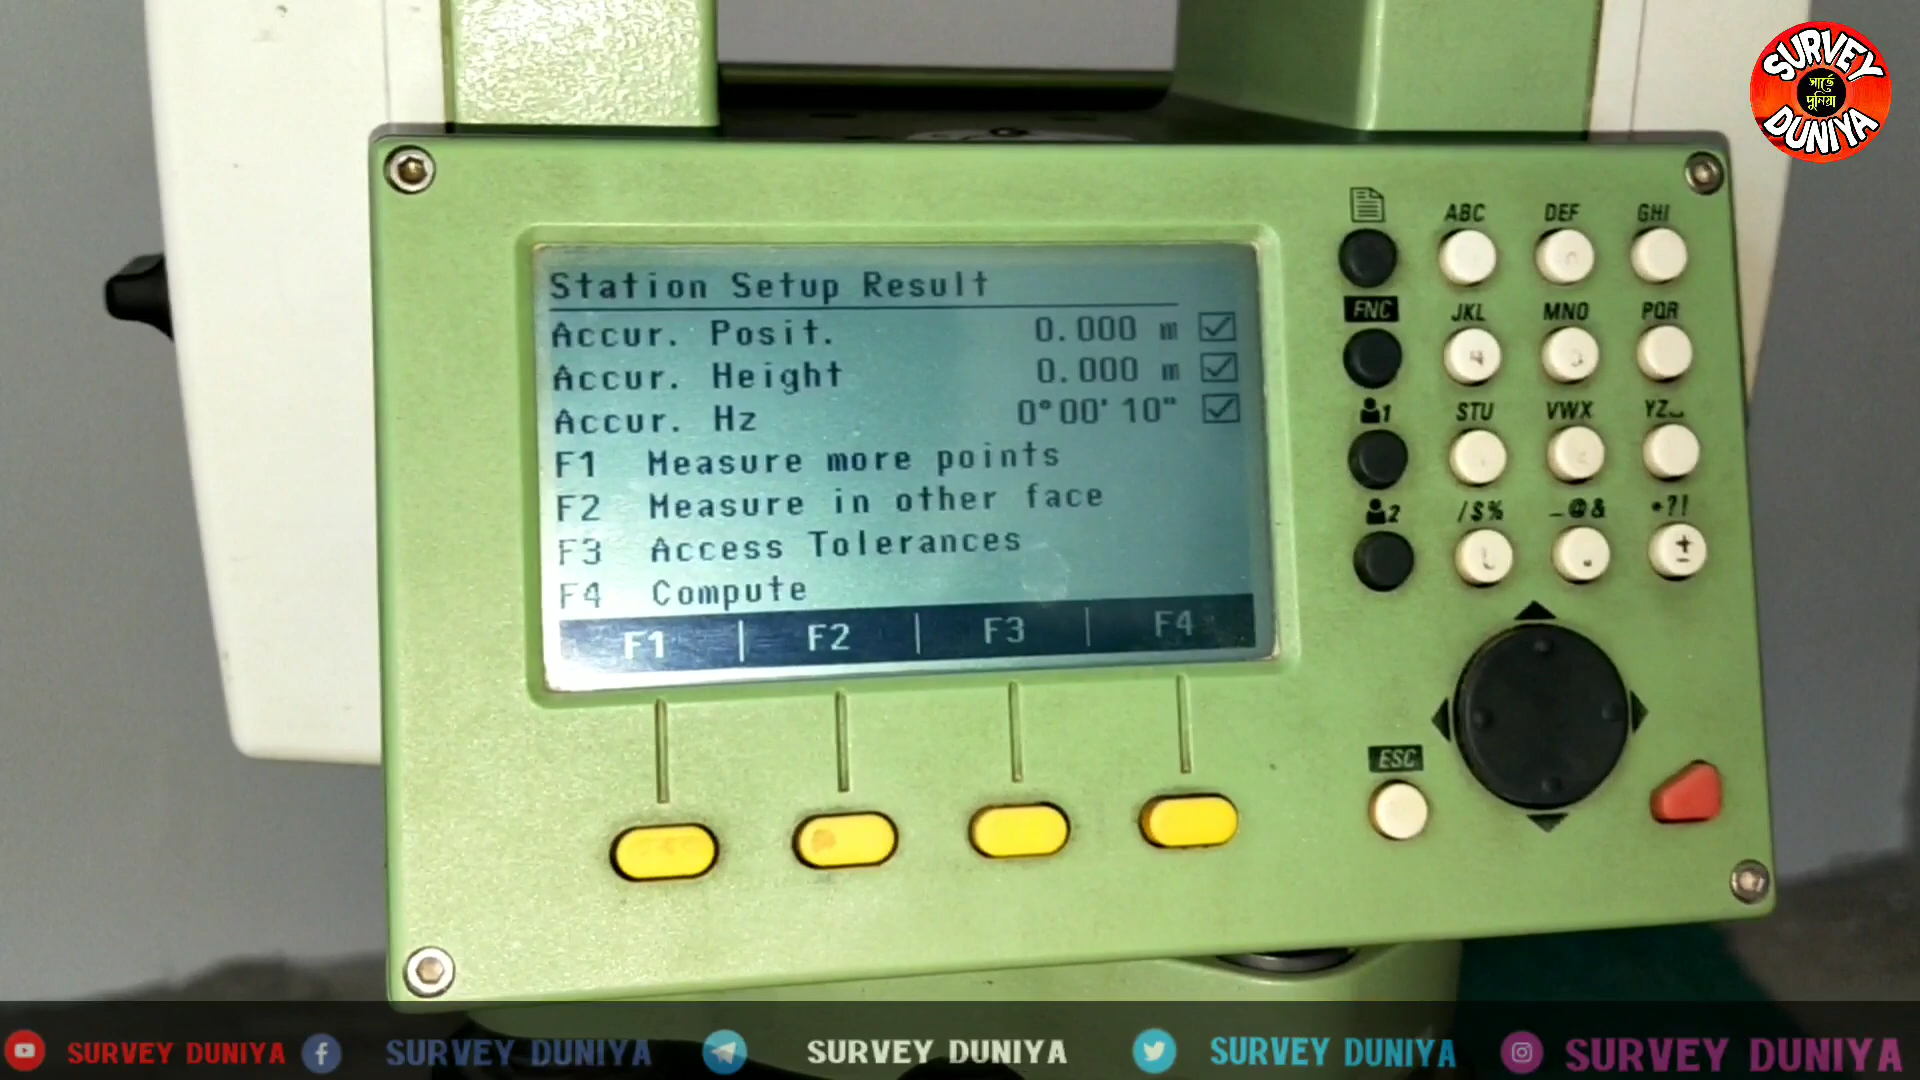 SURVEY
সার্ভে
দুনিয়া
DUNIYA
Station Setup Result
Accur. Posit. 0.000 m
Accur. Height 0.000 m
Accur. Hz 0°00'10"
F1 Measure more points
F2 Measure in other face
F3 Access Tolerances
F4 Compute
F1 F2 F3 F4
ABC DEF GHI
FNC JKL MNO PQR
1 STU VWX YZ
2 /$% _@& *?!
±
ESC
SURVEY DUNIYA SURVEY DUNIYA SURVEY DUNIYA SURVEY DUNIYA SURVEY DUNIYA